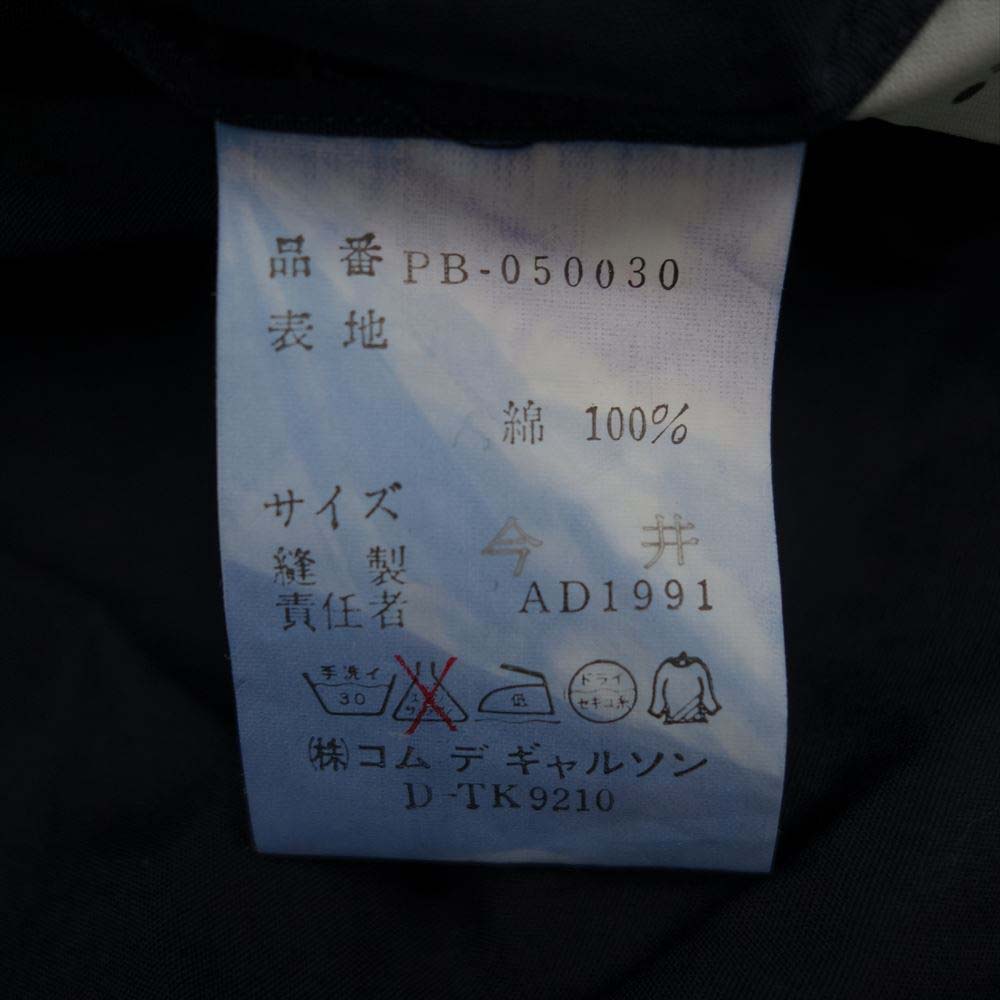 品番 PB-050030
表地
綿 100%
サイズ
縫製 今井
責任者 AD1991
手洗イ 30 低 ドライ セキユ系
(株)コム デ ギャルソン
D-TK9210